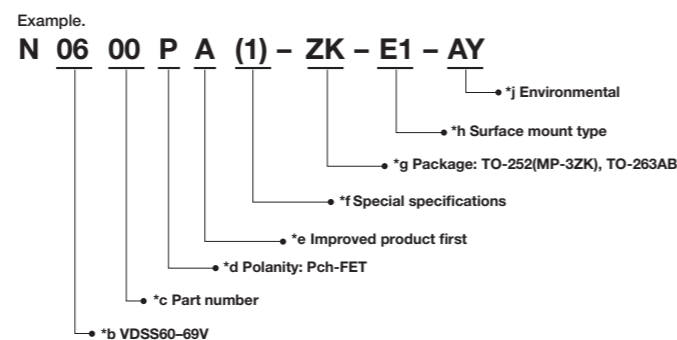 Example.
N 06 00 P A (1) – ZK – E1 – AY
*j Environmental
*h Surface mount type
*g Package: TO-252(MP-3ZK), TO-263AB
*f Special specifications
*e Improved product first
*d Polanity: Pch-FET
*c Part number
*b VDSS60–69V